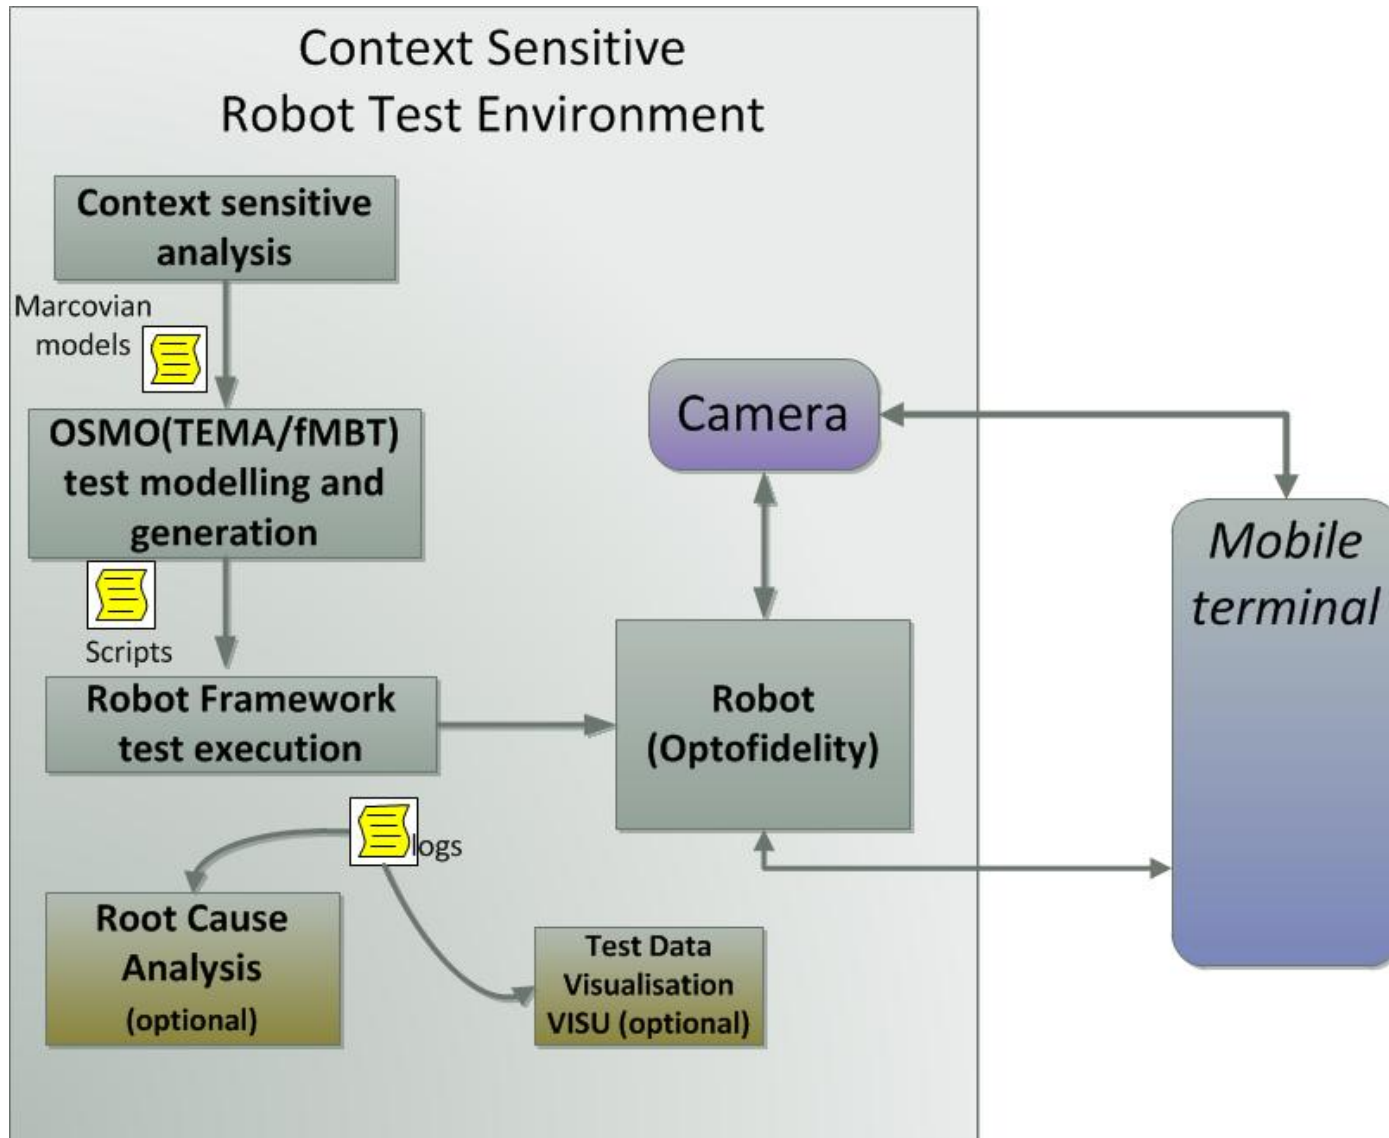 Context Sensitive
Robot Test Environment
Context sensitive
analysis
Marcovian
models
OSMO(TEMA/fMBT)
test modelling and
generation
Scripts
Robot Framework
test execution
Camera
Robot
(Optofidelity)
Mobile
terminal
logs
Root Cause
Analysis
(optional)
Test Data
Visualisation
VISU (optional)